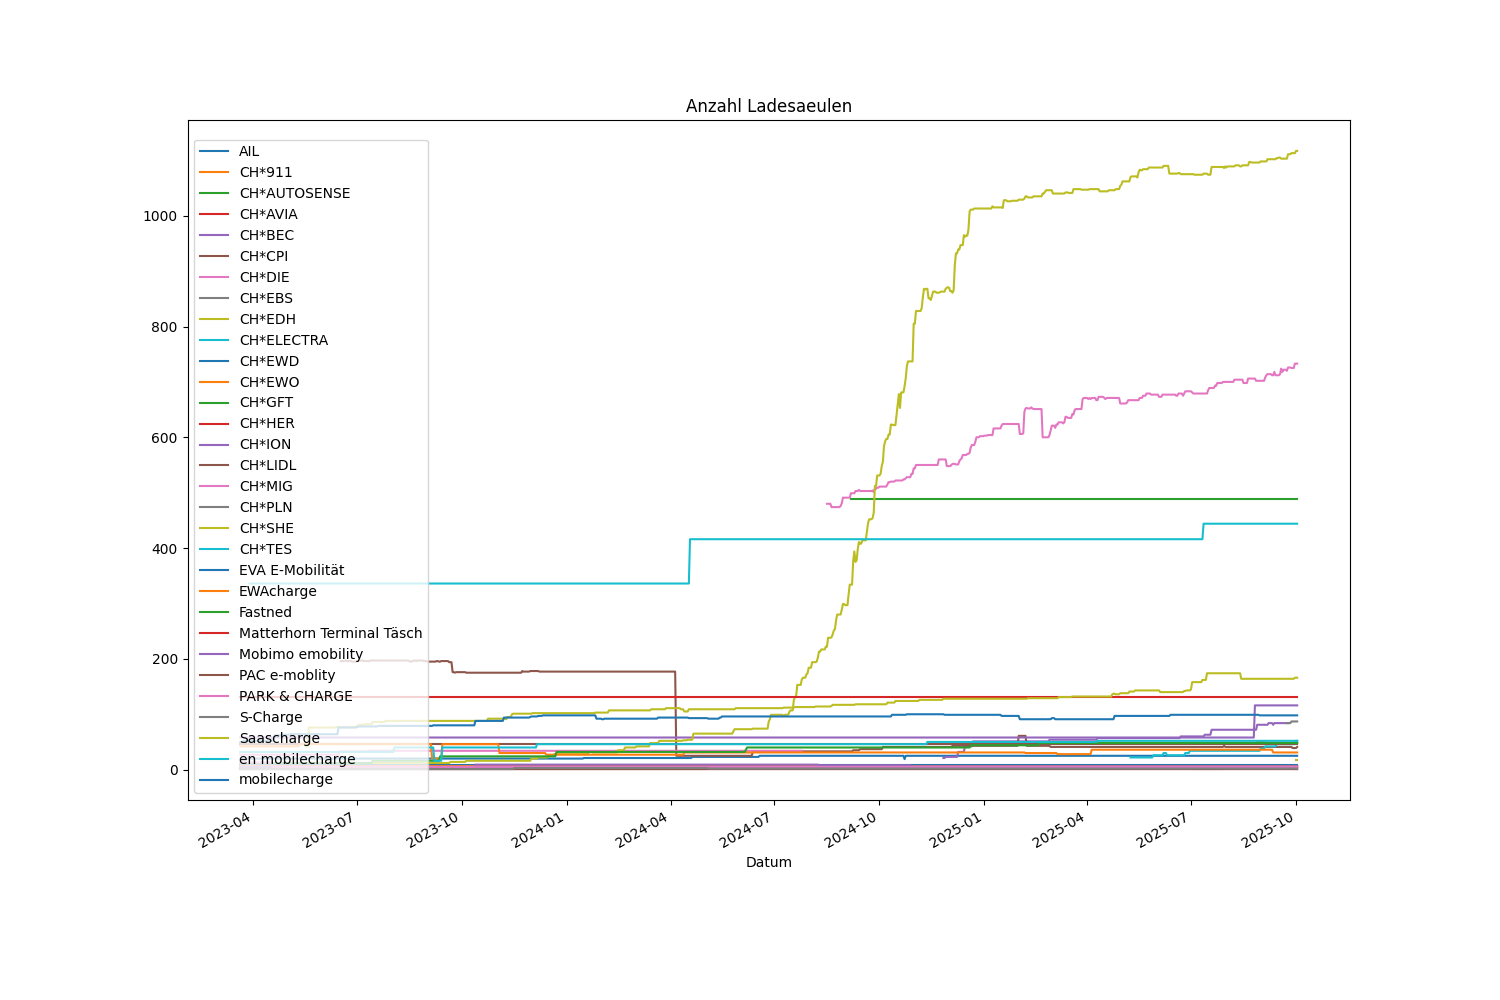 Anzahl Ladesaeulen
1000
800
600
400
200
0
AIL
CH*911
CH*AUTOSENSE
CH*AVIA
CH*BEC
CH*CPI
CH*DIE
CH*EBS
CH*EDH
CH*ELECTRA
CH*EWD
CH*EWO
CH*GFT
CH*HER
CH*ION
CH*LIDL
CH*MIG
CH*PLN
CH*SHE
CH*TES
EVA E-Mobilität
EWAcharge
Fastned
Matterhorn Terminal Täsch
Mobimo emobility
PAC e-moblity
PARK & CHARGE
S-Charge
Saascharge
en mobilecharge
mobilecharge
2023-04
2023-07
2023-10
2024-01
2024-04
2024-07
2024-10
2025-01
2025-04
2025-07
2025-10
Datum